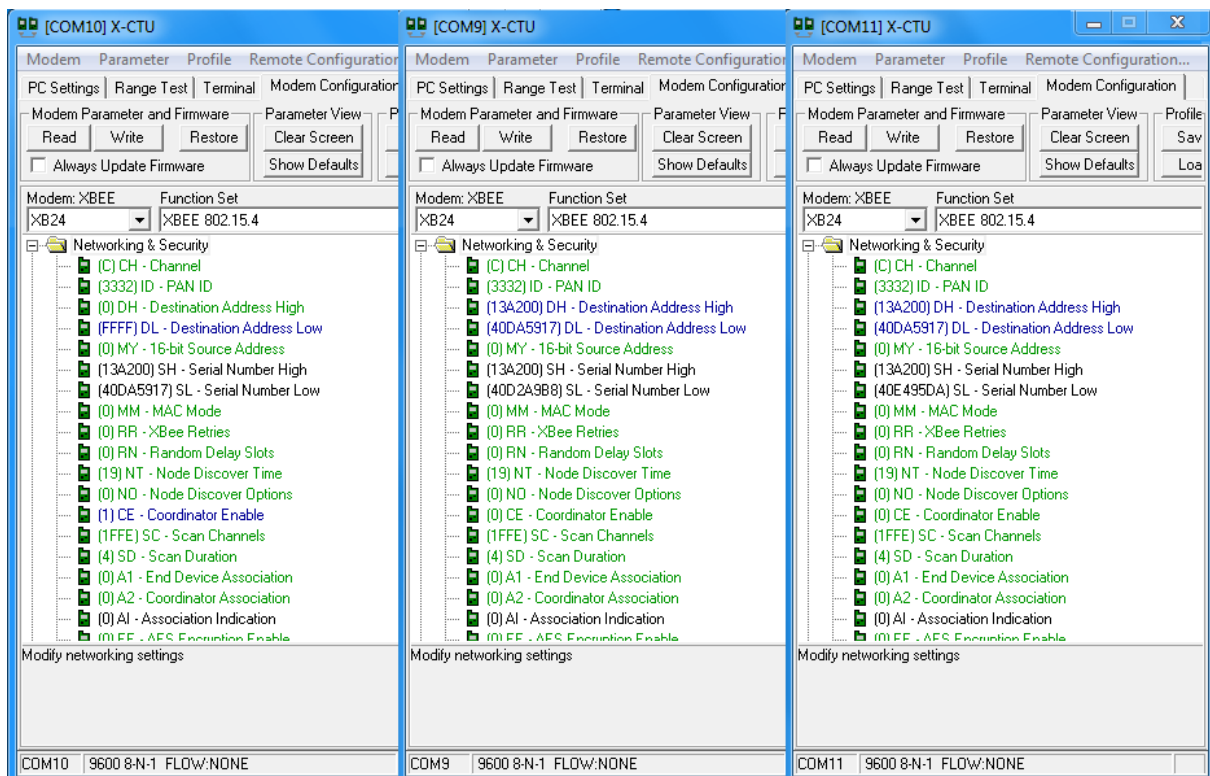 [COM10] X-CTU
Modem Parameter Profile Remote Configuration
PC Settings Range Test Terminal Modem Configuration
Modem Parameter and Firmware Parameter View P
Read Write Restore Clear Screen
Always Update Firmware Show Defaults
Modem: XBEE Function Set
XB24 XBEE 802.15.4
Networking & Security
(C) CH - Channel
(3332) ID - PAN ID
(0) DH - Destination Address High
(FFFF) DL - Destination Address Low
(0) MY - 16-bit Source Address
(13A200) SH - Serial Number High
(40DA5917) SL - Serial Number Low
(0) MM - MAC Mode
(0) RR - XBee Retries
(0) RN - Random Delay Slots
(19) NT - Node Discover Time
(0) NO - Node Discover Options
(1) CE - Coordinator Enable
(1FFE) SC - Scan Channels
(4) SD - Scan Duration
(0) A1 - End Device Association
(0) A2 - Coordinator Association
(0) AI - Association Indication
(0) EE - AES Encryption Enable
Modify networking settings
COM10 9600 8-N-1 FLOW:NONE
[COM9] X-CTU
Modem Parameter Profile Remote Configuration
PC Settings Range Test Terminal Modem Configuration
Modem Parameter and Firmware Parameter View P
Read Write Restore Clear Screen
Always Update Firmware Show Defaults
Modem: XBEE Function Set
XB24 XBEE 802.15.4
Networking & Security
(C) CH - Channel
(3332) ID - PAN ID
(13A200) DH - Destination Address High
(40DA5917) DL - Destination Address Low
(0) MY - 16-bit Source Address
(13A200) SH - Serial Number High
(40D2A9B8) SL - Serial Number Low
(0) MM - MAC Mode
(0) RR - XBee Retries
(0) RN - Random Delay Slots
(19) NT - Node Discover Time
(0) NO - Node Discover Options
(0) CE - Coordinator Enable
(1FFE) SC - Scan Channels
(4) SD - Scan Duration
(0) A1 - End Device Association
(0) A2 - Coordinator Association
(0) AI - Association Indication
(0) EE - AES Encryption Enable
Modify networking settings
COM9 9600 8-N-1 FLOW:NONE
[COM11] X-CTU
Modem Parameter Profile Remote Configuration...
PC Settings Range Test Terminal Modem Configuration
Modem Parameter and Firmware Parameter View Profile
Read Write Restore Clear Screen Sav
Always Update Firmware Show Defaults Loa
Modem: XBEE Function Set
XB24 XBEE 802.15.4
Networking & Security
(C) CH - Channel
(3332) ID - PAN ID
(13A200) DH - Destination Address High
(40DA5917) DL - Destination Address Low
(0) MY - 16-bit Source Address
(13A200) SH - Serial Number High
(40E495DA) SL - Serial Number Low
(0) MM - MAC Mode
(0) RR - XBee Retries
(0) RN - Random Delay Slots
(19) NT - Node Discover Time
(0) NO - Node Discover Options
(0) CE - Coordinator Enable
(1FFE) SC - Scan Channels
(4) SD - Scan Duration
(0) A1 - End Device Association
(0) A2 - Coordinator Association
(0) AI - Association Indication
(0) EE - AES Encryption Enable
Modify networking settings
COM11 9600 8-N-1 FLOW:NONE